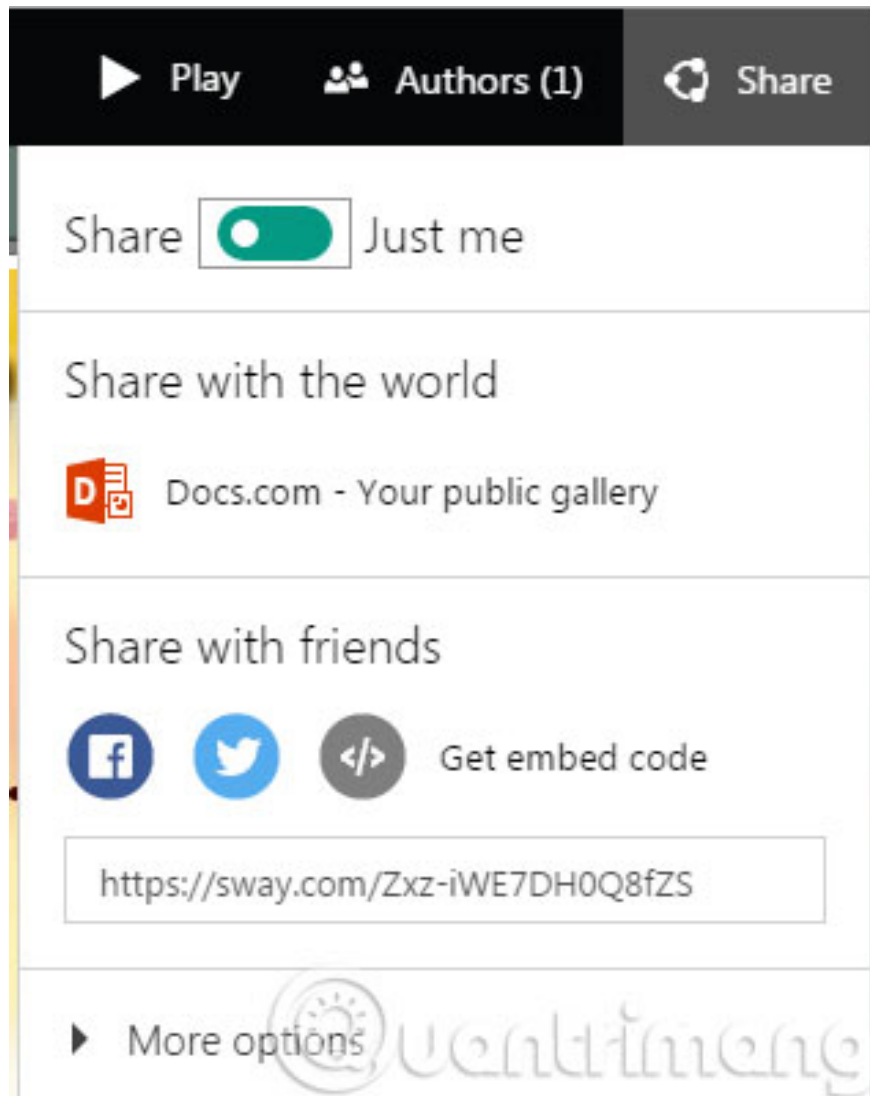 Play Authors (1) Share
Share Just me
Share with the world
D Docs.com - Your public gallery
Share with friends
f </> Get embed code
https://sway.com/Zxz-iWE7DH0Q8fZS
More options
Quantrimang